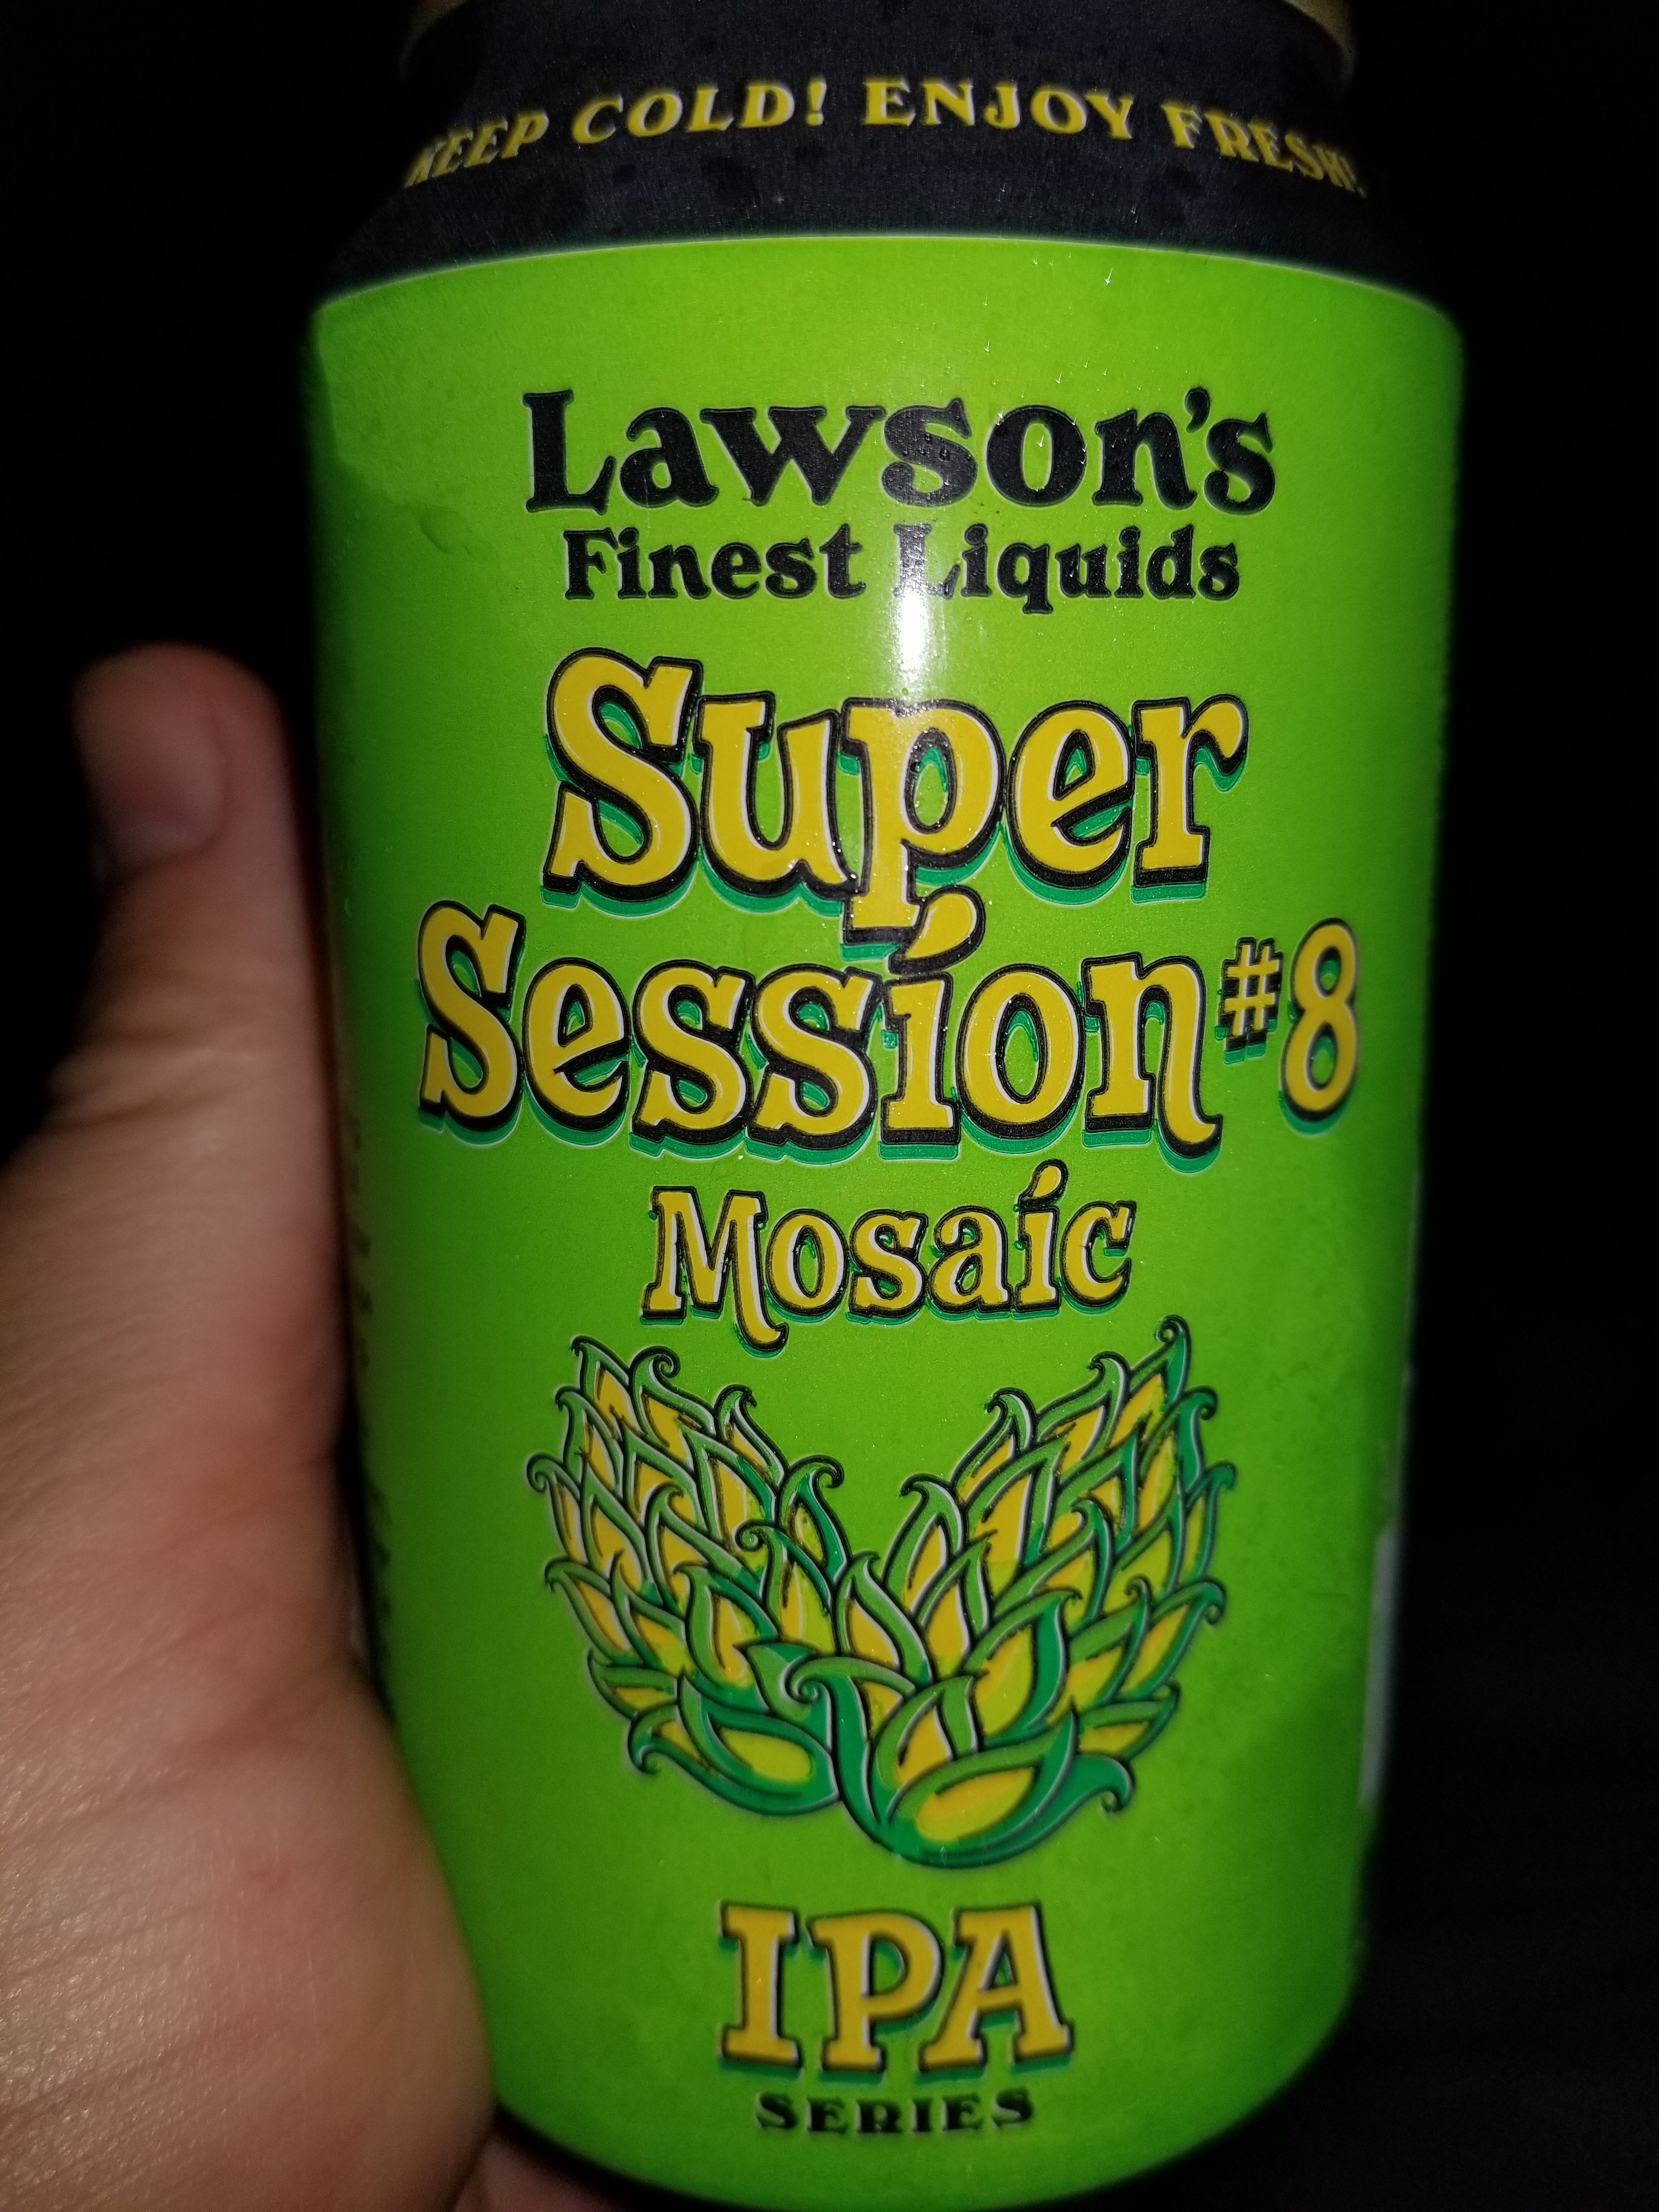 KEEP COLD! ENJOY FRESH!
Lawson's
Finest Liquids
Super
Session #8
Mosaic
IPA
SERIES